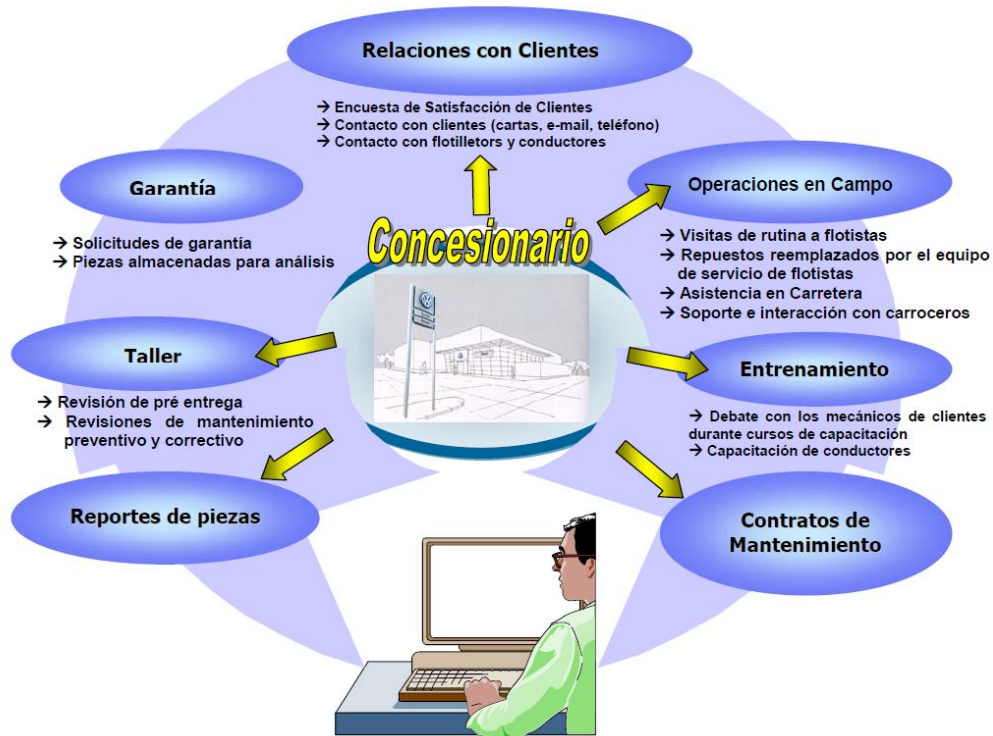 Relaciones con Clientes
→ Encuesta de Satisfacción de Clientes
→ Contacto con clientes (cartas, e-mail, teléfono)
→ Contacto con flotilletors y conductores
Garantía
→ Solicitudes de garantía
→ Piezas almacenadas para análisis
Operaciones en Campo
→ Visitas de rutina a flotistas
→ Repuestos reemplazados por el equipo
de servicio de flotistas
→ Asistencia en Carretera
→ Soporte e interacción con carroceros
Concesionario
Taller
→ Revisión de pré entrega
→ Revisiones de mantenimiento
preventivo y correctivo
Entrenamiento
→ Debate con los mecánicos de clientes
durante cursos de capacitación
→ Capacitación de conductores
Reportes de piezas
Contratos de
Mantenimiento